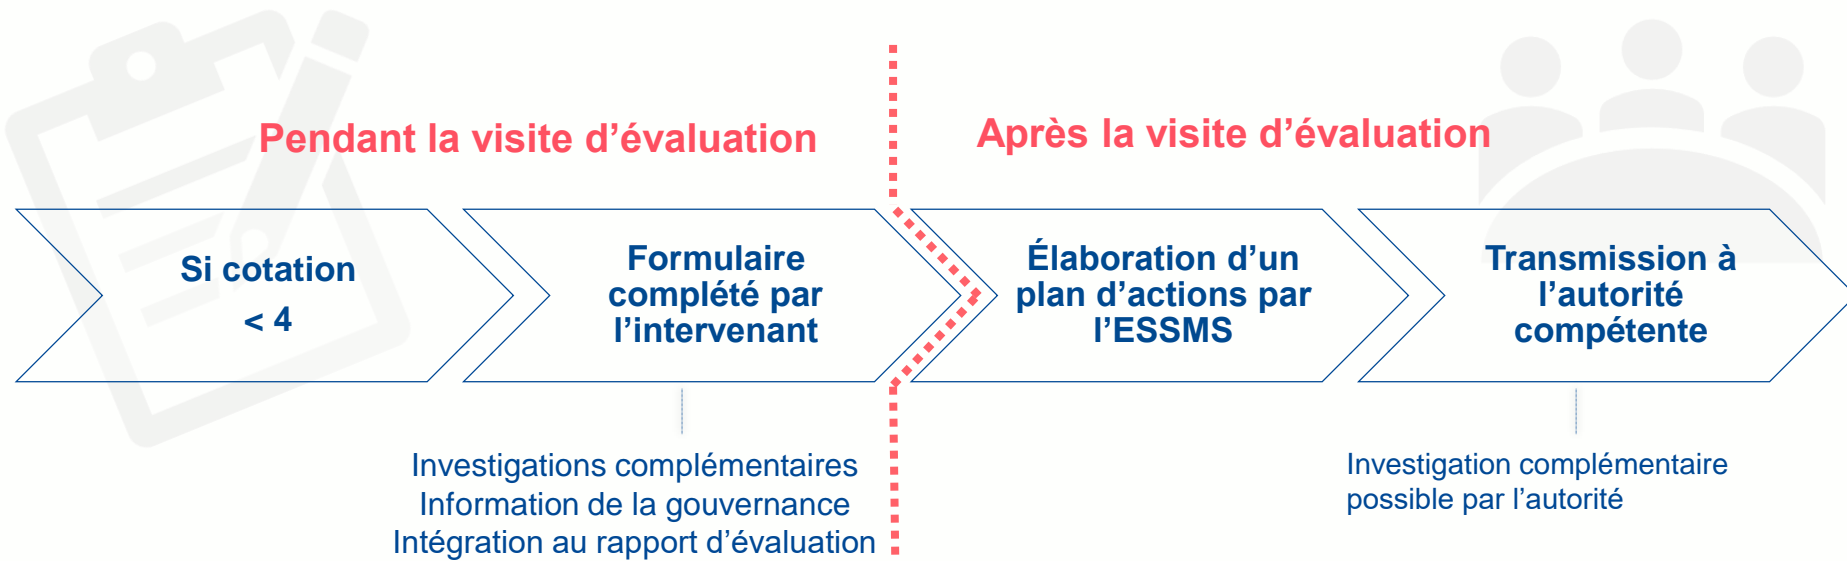 Pendant la visite d’évaluation
Après la visite d’évaluation
Si cotation
< 4
Formulaire
complété par
l’intervenant
Élaboration d’un
plan d’actions par
l’ESSMS
Transmission à
l’autorité
compétente
Investigations complémentaires
Information de la gouvernance
Intégration au rapport d’évaluation
Investigation complémentaire
possible par l’autorité